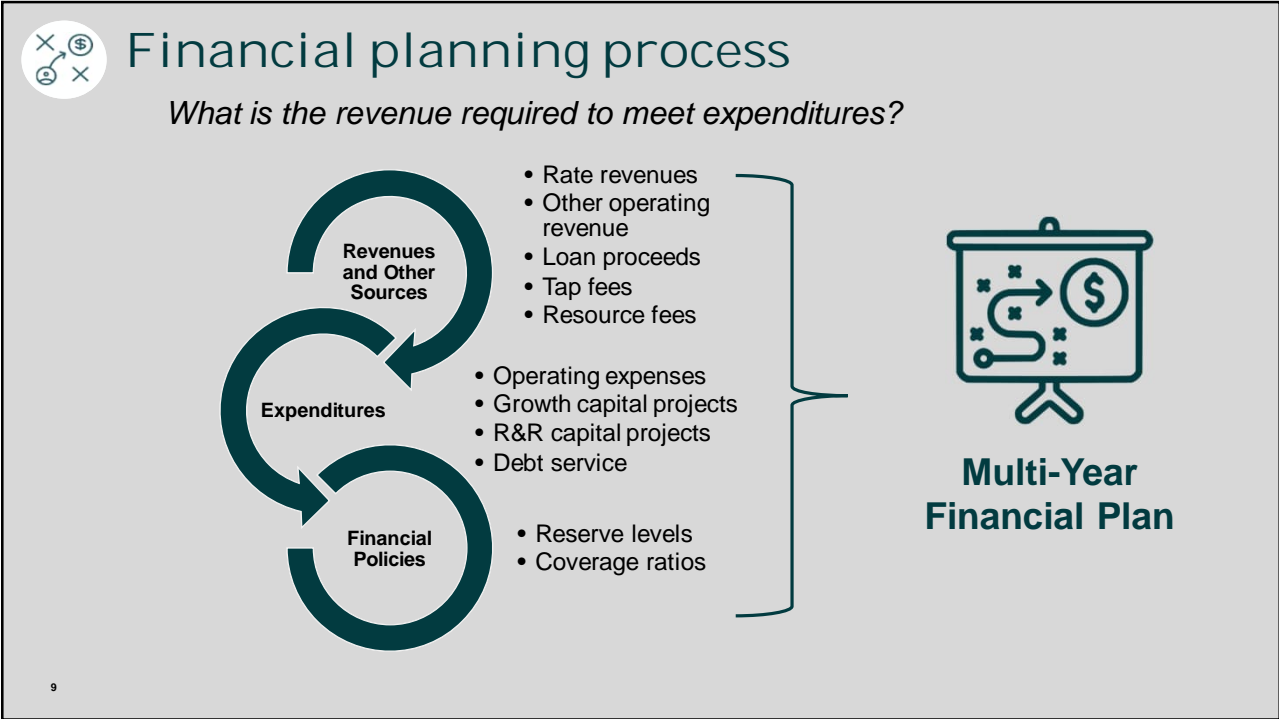 Financial planning process
What is the revenue required to meet expenditures?
Revenues
and Other
Sources
• Rate revenues
• Other operating
revenue
• Loan proceeds
• Tap fees
• Resource fees
Expenditures
• Operating expenses
• Growth capital projects
• R&R capital projects
• Debt service
Financial
Policies
• Reserve levels
• Coverage ratios
Multi-Year
Financial Plan
9